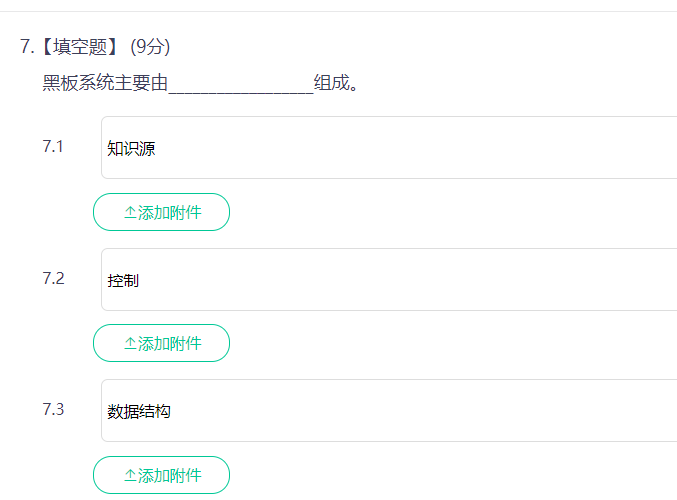 7.【填空题】 (9分)
黑板系统主要由__________________组成。
7.1 知识源
↑添加附件
7.2 控制
↑添加附件
7.3 数据结构
↑添加附件